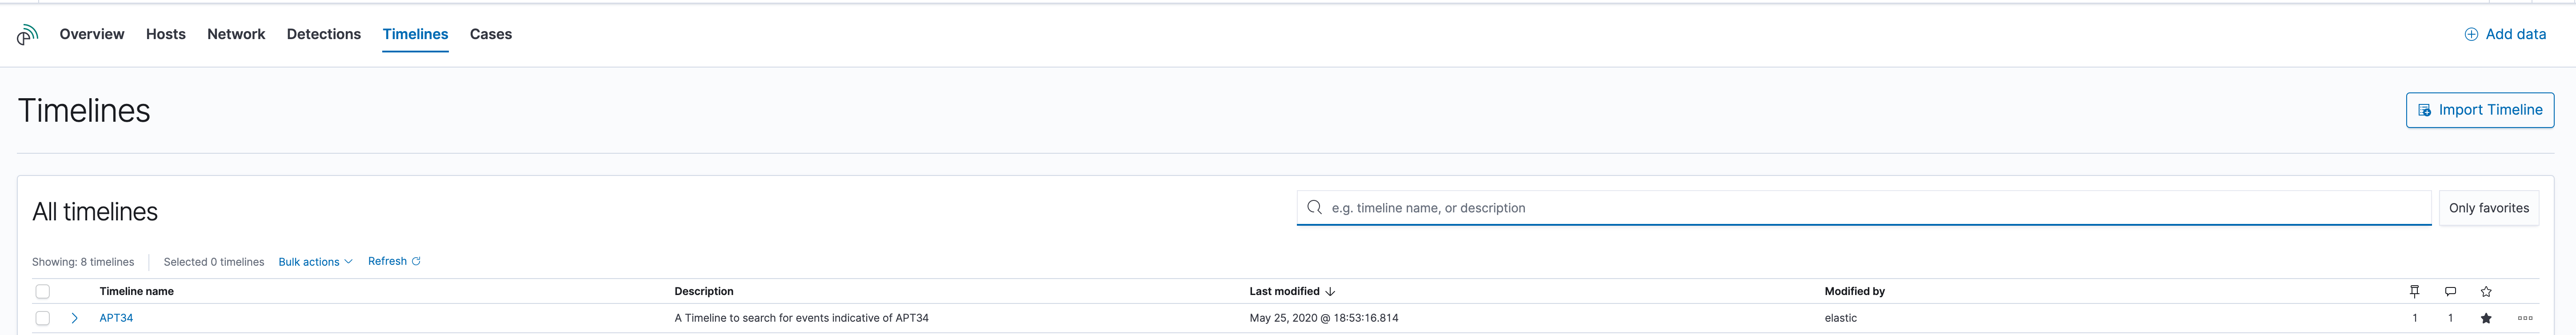 Overview Hosts Network Detections Timelines Cases Add data
Timelines Import Timeline
All timelines e.g. timeline name, or description Only favorites
Showing: 8 timelines Selected 0 timelines Bulk actions Refresh
Timeline name Description Last modified Modified by
APT34 A Timeline to search for events indicative of APT34 May 25, 2020 @ 18:53:16.814 elastic 1 1